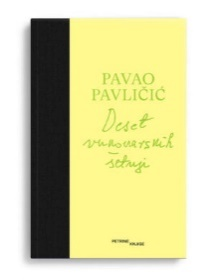 PAVAO
PAVLIČIĆ
Deset
vukovarskih
šetnji